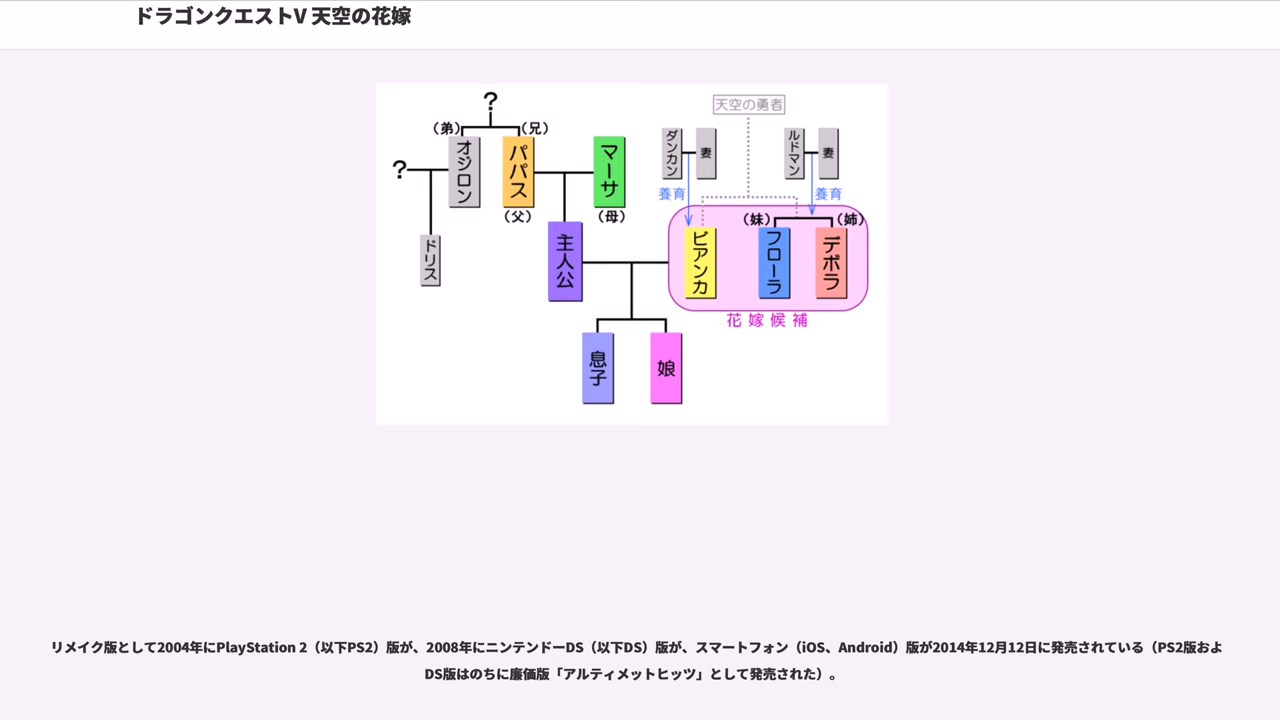 ドラゴンクエストV 天空の花嫁
?
天空の勇者
(弟)
(兄)
?
オジロン
パパス
マーサ
ダンカン
妻
ルドマン
妻
養育
養育
(父)
(母)
(妹)
(姉)
ドリス
主人公
ビアンカ
フローラ
デボラ
花嫁候補
息子
娘
リメイク版として2004年にPlayStation 2（以下PS2）版が、2008年にニンテンドーDS（以下DS）版が、スマートフォン（iOS、Android）版が2014年12月12日に発売されている（PS2版およ
DS版はのちに廉価版「アルティメットヒッツ」として発売された）。